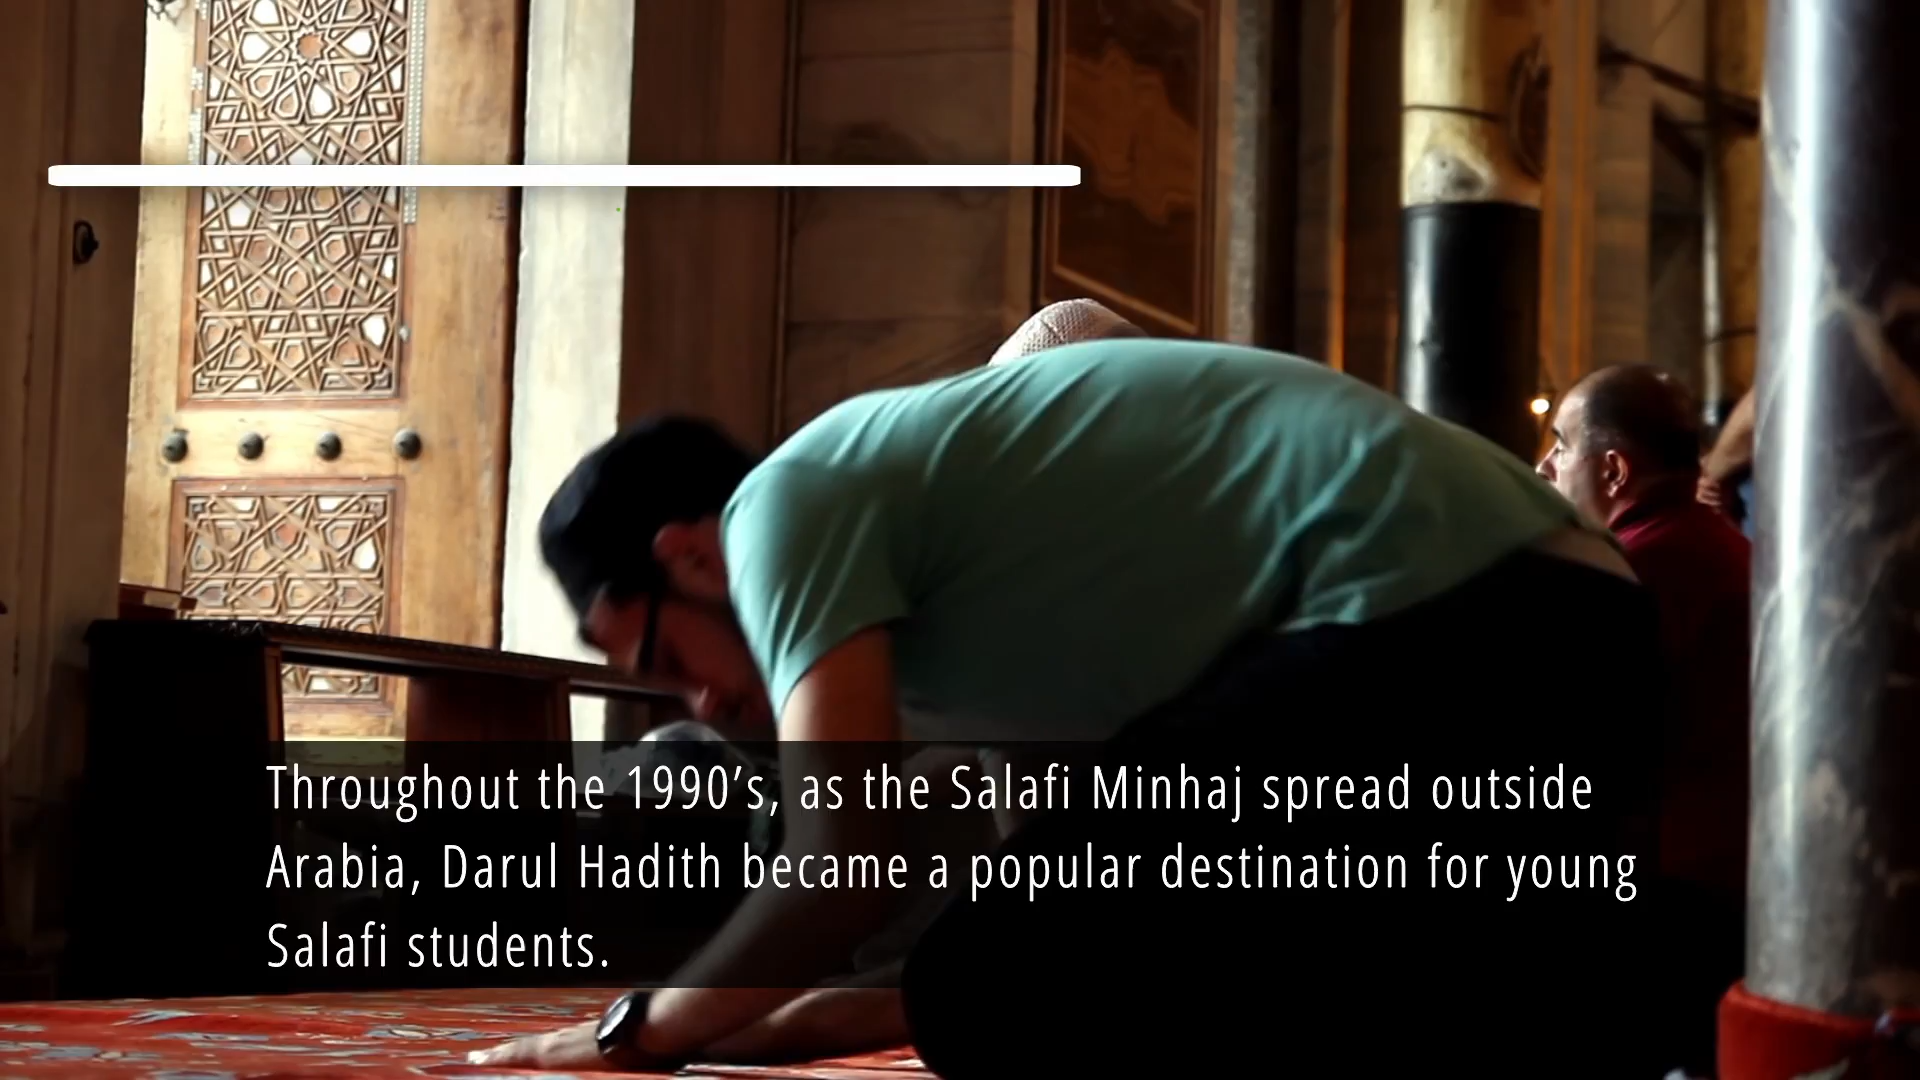 Throughout the 1990’s, as the Salafi Minhaj spread outside
Arabia, Darul Hadith became a popular destination for young
Salafi students.